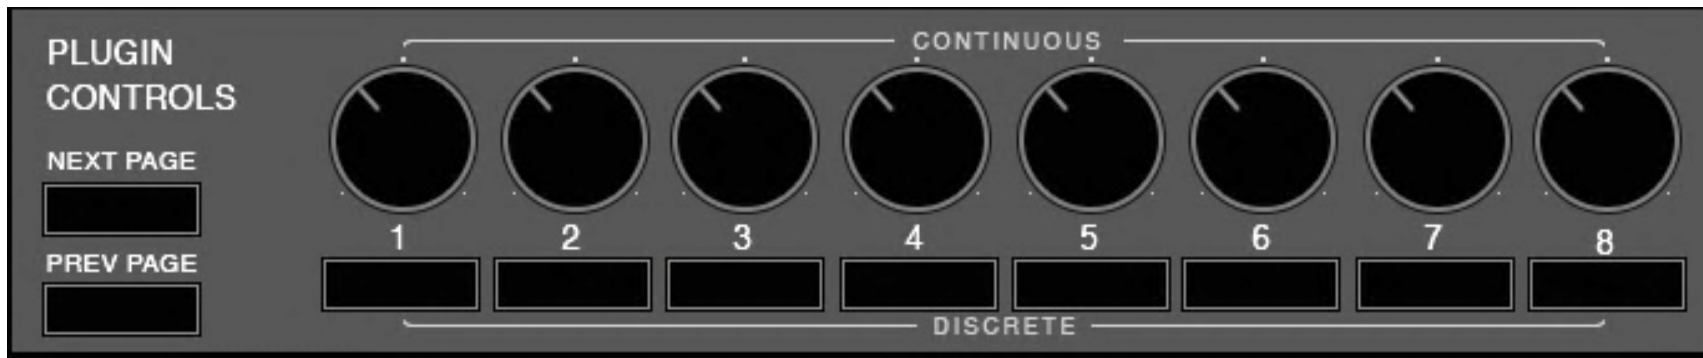 PLUGIN
CONTROLS
NEXT PAGE
PREV PAGE
CONTINUOUS
1 2 3 4 5 6 7 8
DISCRETE